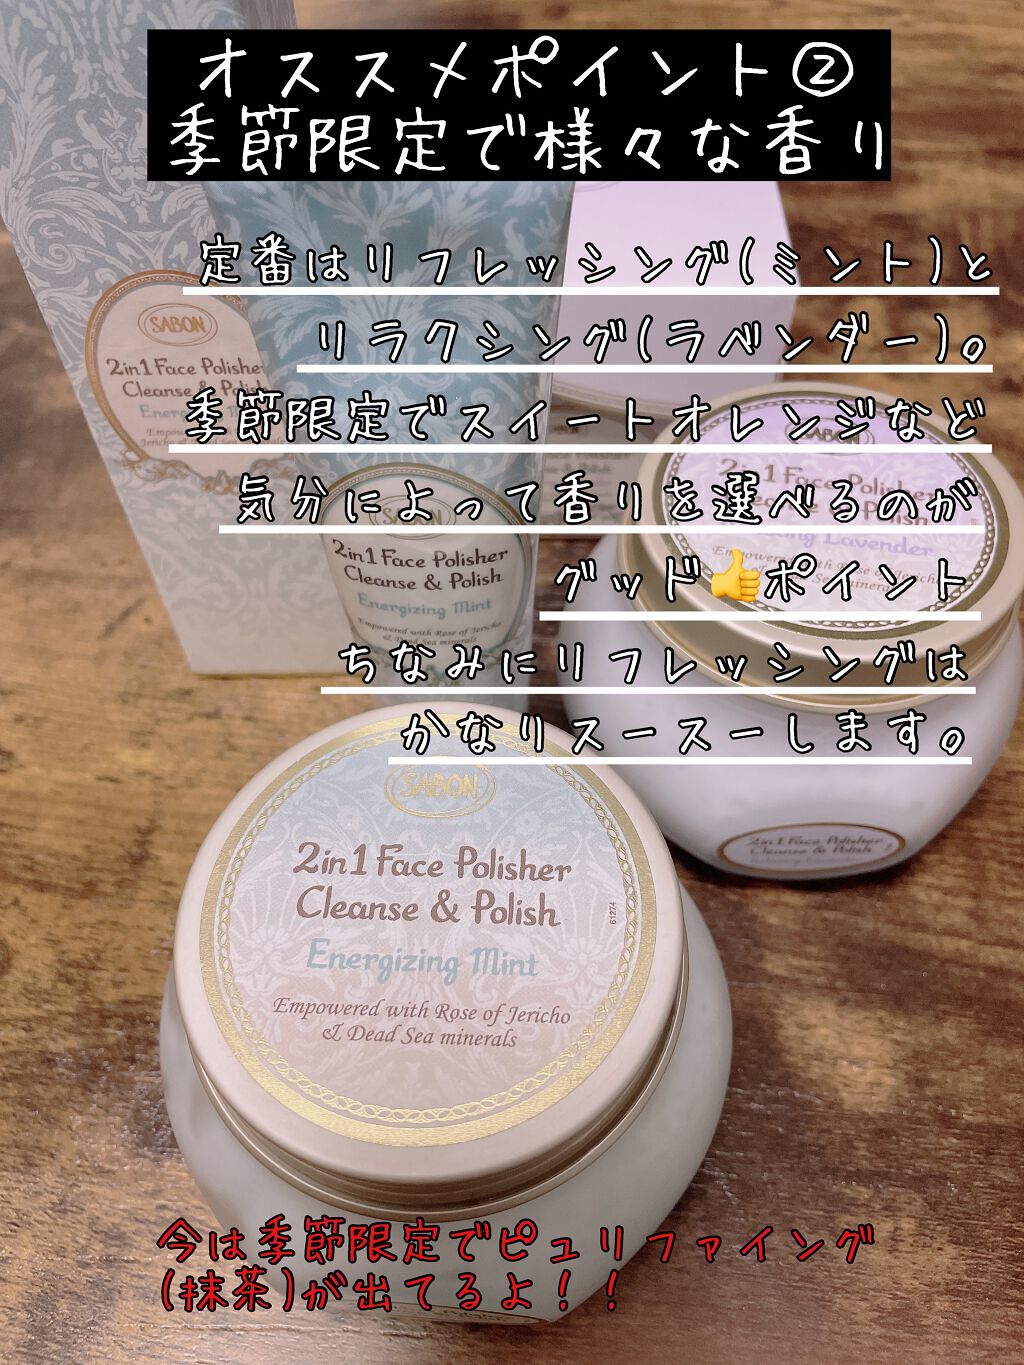 オススメポイント②
季節限定で様々な香り
定番はリフレッシング(ミント)と
リラクシング(ラベンダー)。
季節限定でスイートオレンジなど
気分によって香りを選べるのが
グッド👍ポイント
ちなみにリフレッシングは
かなりスースーします。
SABON
2in1 Face Polisher
Cleanse & Polish
SABON
2in1 Face Polisher
Cleanse & Polish
Energizing Mint
Empowered with Rose of Jericho
& Dead Sea minerals
SABON
2in1 Face Polisher
Lavender
2in1 Face Polisher
Cleanse & Polish
SABON
2in1 Face Polisher
Cleanse & Polish
61274
Energizing Mint
Empowered with Rose of Jericho
& Dead Sea minerals
今は季節限定でピュリファイング
(抹茶)が出てるよ！！